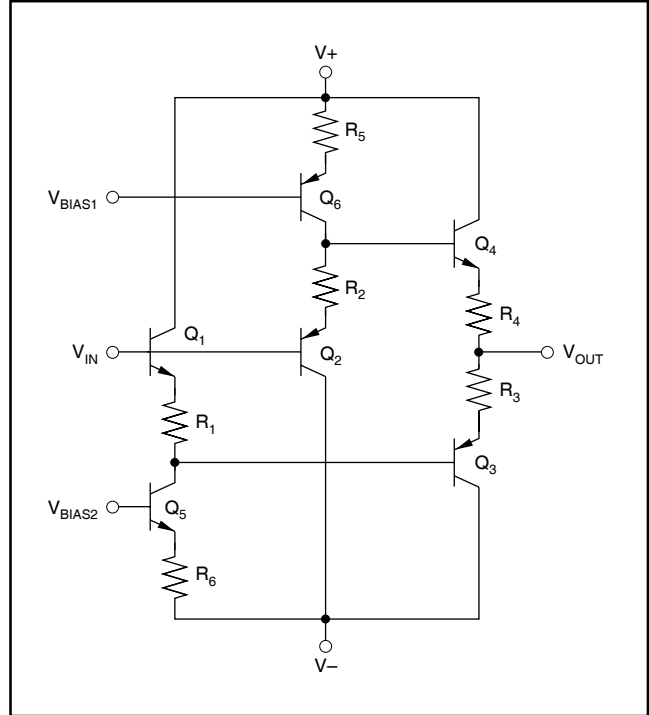 V+
R5
VBIAS1
Q6
Q4
R2
R4
VIN
Q1
Q2
VOUT
R3
R1
Q3
VBIAS2
Q5
R6
V–